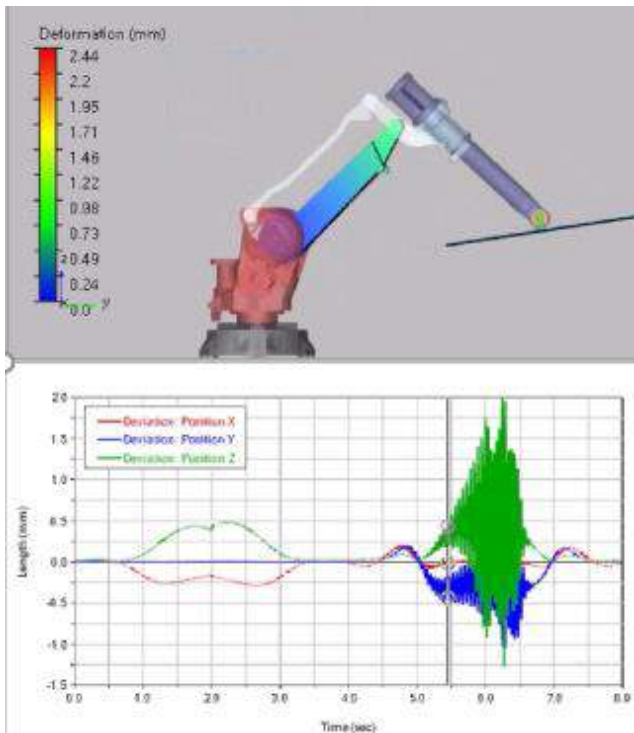 Deformation (mm)
2.44
2.2
1.95
1.71
1.46
1.22
0.98
0.73
0.49
0.24
0.0
z
y
2.0
1.5
1.0
0.5
0.0
-0.5
-1.0
-1.5
Deviation: Position X
Deviation: Position Y
Deviation: Position Z
Length (mm)
0.0 1.0 2.0 3.0 4.0 5.0 6.0 7.0 8.0
Time (sec)